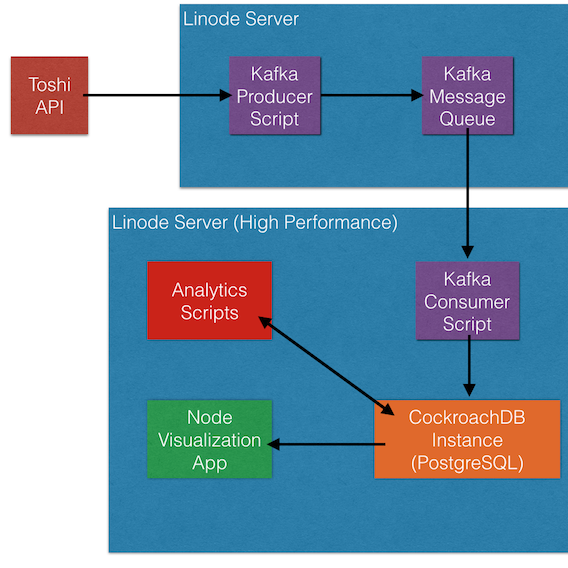 Linode Server
Toshi
API
Kafka
Producer
Script
Kafka
Message
Queue
Linode Server (High Performance)
Analytics
Scripts
Kafka
Consumer
Script
Node
Visualization
App
CockroachDB
Instance
(PostgreSQL)